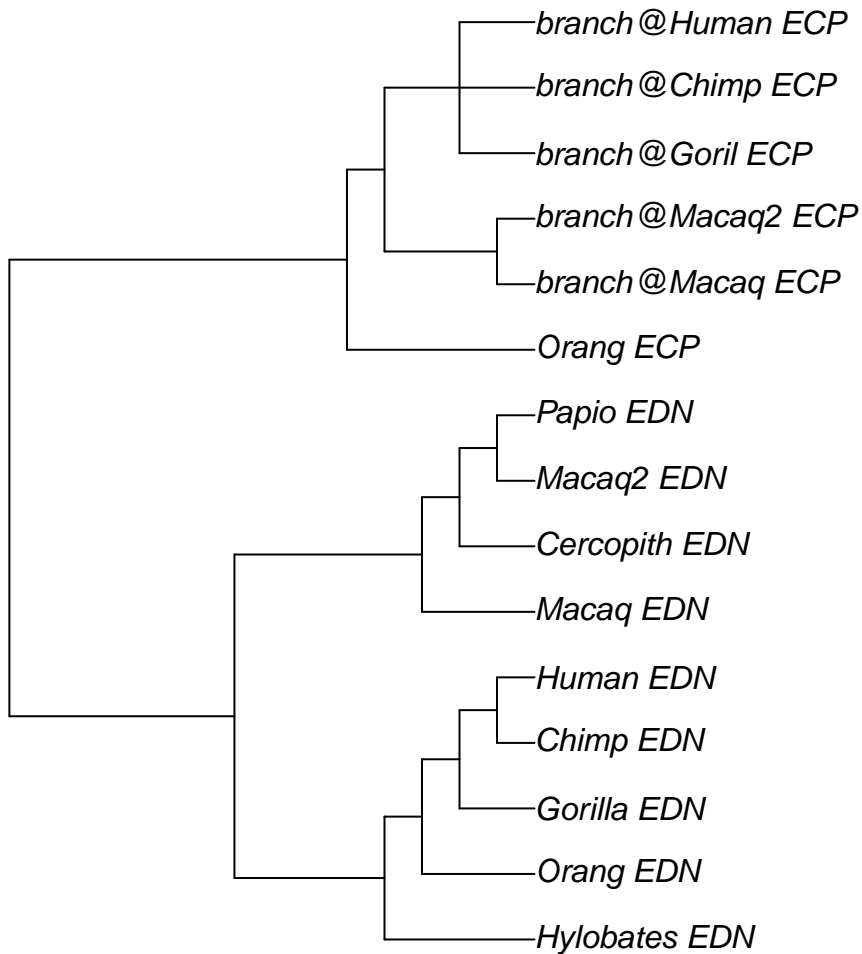 branch@Human ECP
branch@Chimp ECP
branch@Goril ECP
branch@Macaq2 ECP
branch@Macaq ECP
Orang ECP
Papio EDN
Macaq2 EDN
Cercopith EDN
Macaq EDN
Human EDN
Chimp EDN
Gorilla EDN
Orang EDN
Hylobates EDN